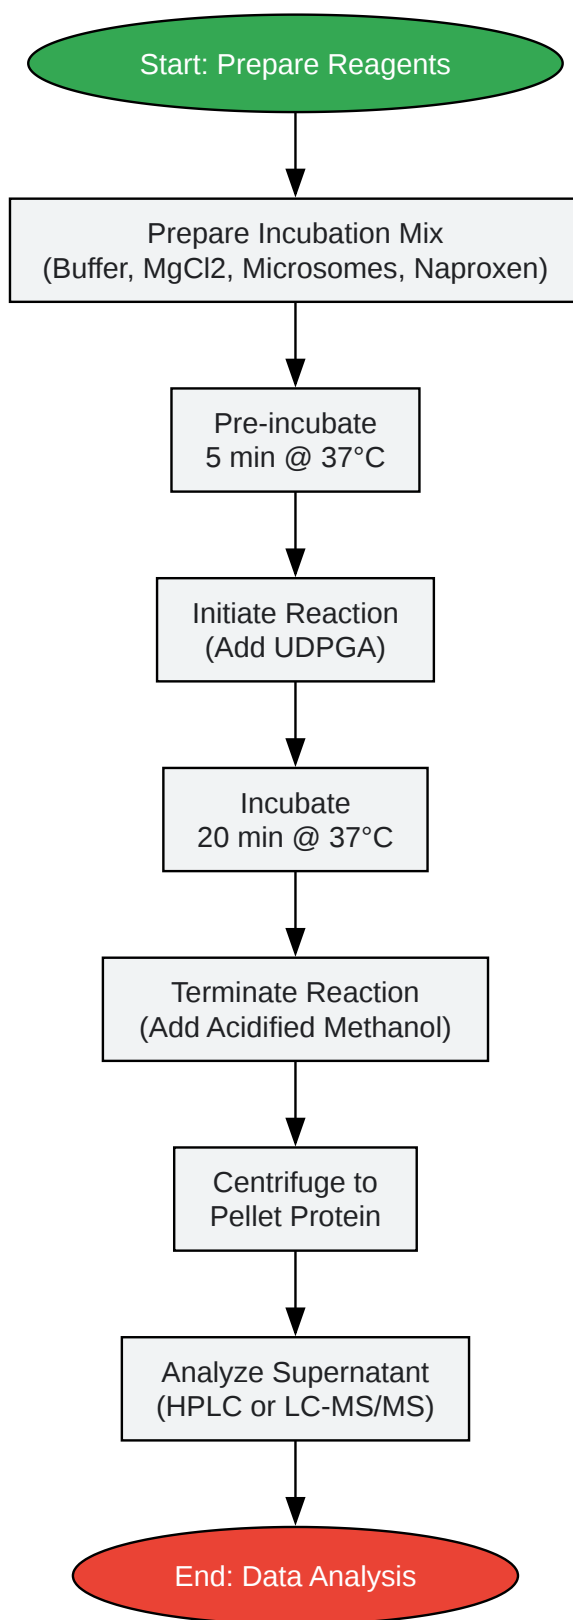 Start: Prepare Reagents
Prepare Incubation Mix
(Buffer, MgCl2, Microsomes, Naproxen)
Pre-incubate
5 min @ 37°C
Initiate Reaction
(Add UDPGA)
Incubate
20 min @ 37°C
Terminate Reaction
(Add Acidified Methanol)
Centrifuge to
Pellet Protein
Analyze Supernatant
(HPLC or LC-MS/MS)
End: Data Analysis